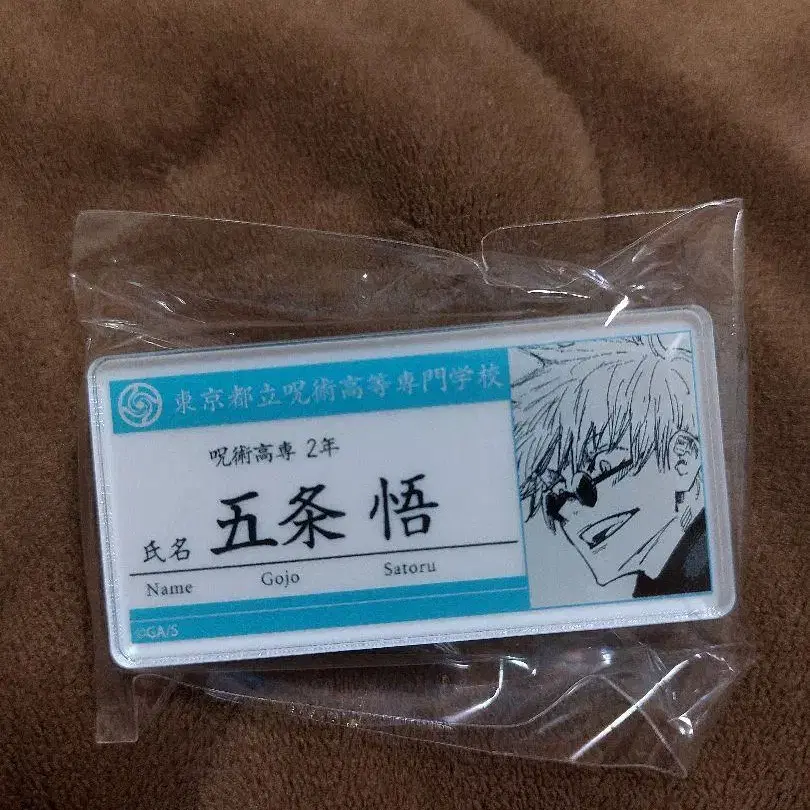 東京都立呪術高等専門学校
呪術高専 2年
氏名 五条 悟
Name Gojo Satoru
©GA/S